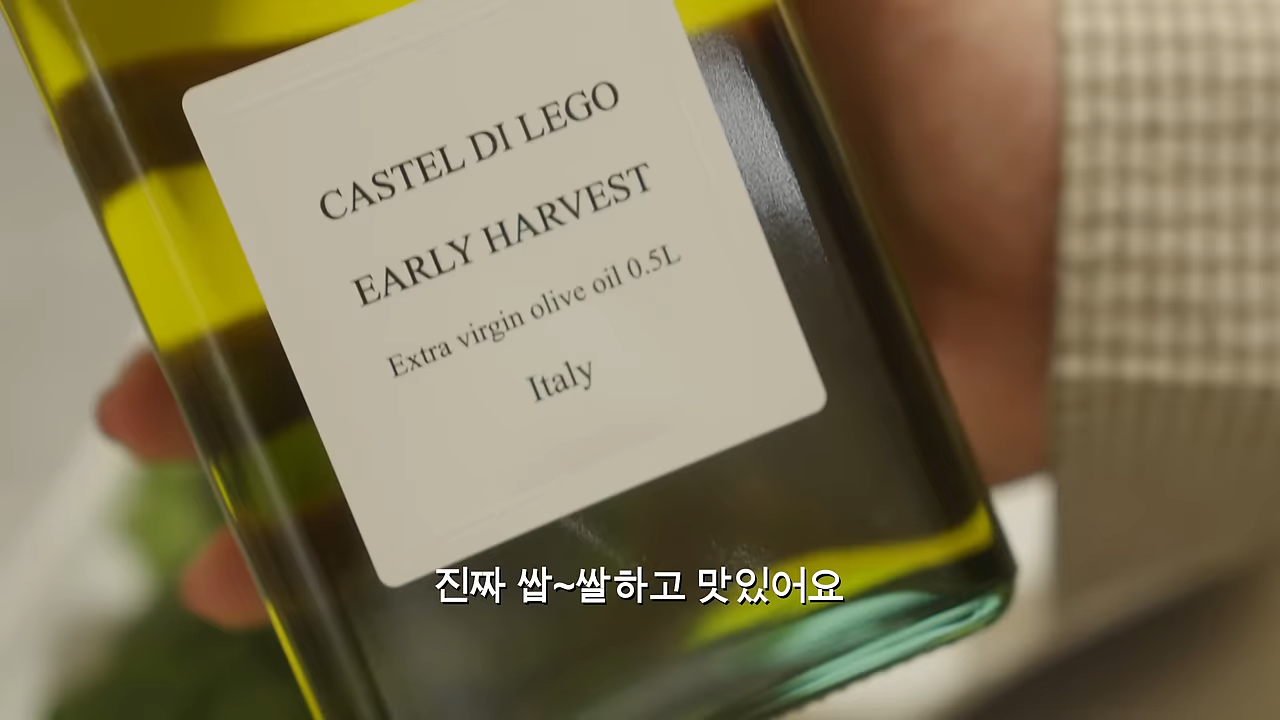 CASTEL DI LEGO
EARLY HARVEST
Extra virgin olive oil 0.5L
Italy
진짜 쌉~쌀하고 맛있어요